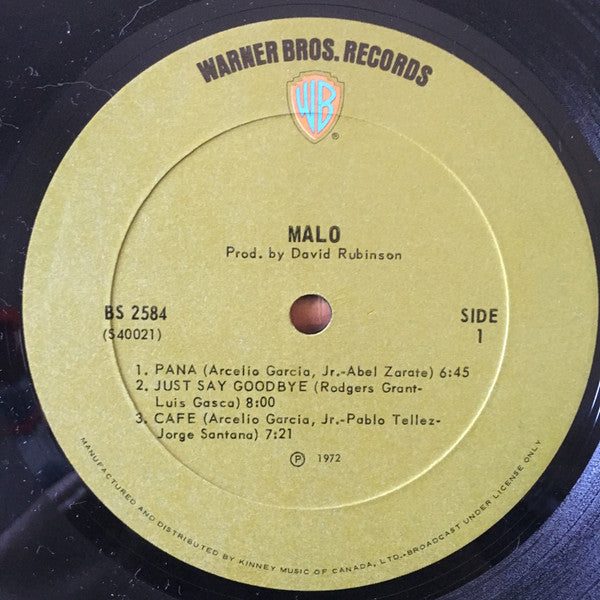 WARNER BROS. RECORDS
WB
®
MALO
Prod. by David Rubinson
BS 2584
(S40021)
SIDE
1
1. PANA (Arcelio Garcia, Jr.-Abel Zarate) 6:45
2. JUST SAY GOODBYE (Rodgers Grant-
Luis Gasca) 8:00
3. CAFE (Arcelio Garcia, Jr.-Pablo Tellez-
Jorge Santana) 7:21
Ⓟ 1972
MANUFACTURED AND DISTRIBUTED BY KINNEY MUSIC OF CANADA, LTD.•BROADCAST UNDER LICENSE ONLY.